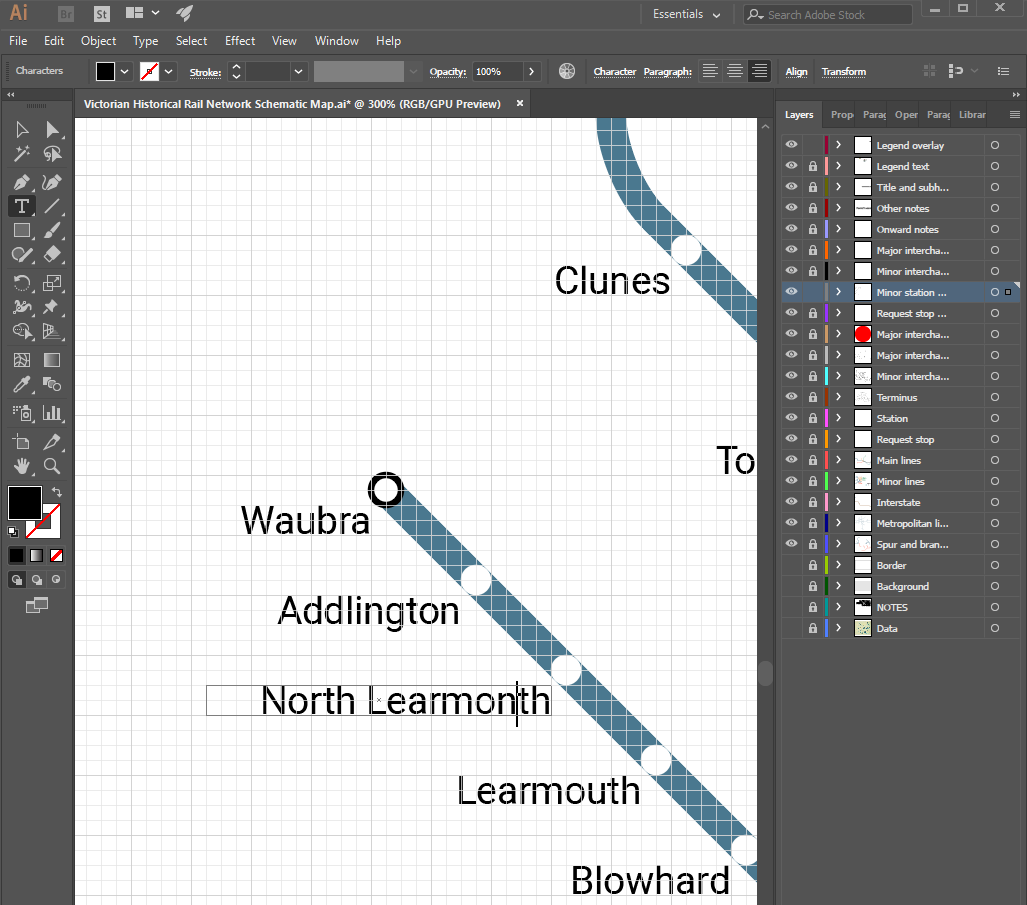 Ai Br St Essentials Search Adobe Stock
File Edit Object Type Select Effect View Window Help
Characters Stroke: Opacity: 100% Character Paragraph: Align Transform
Victorian Historical Rail Network Schematic Map.ai* @ 300% (RGB/GPU Preview) ×
Layers Prop Parag Oper Parag Librar
Legend overlay
Legend text
Title and subh...
Other notes
Onward notes
Major intercha...
Minor intercha...
Minor station ...
Request stop ...
Major intercha...
Major intercha...
Minor intercha...
Terminus
Station
Request stop
Main lines
Minor lines
Interstate
Metropolitan li...
Spur and bran...
Border
Background
NOTES
Data
T
Clunes
To
Waubra
Addlington
North Learmonth
Learmouth
Blowhard